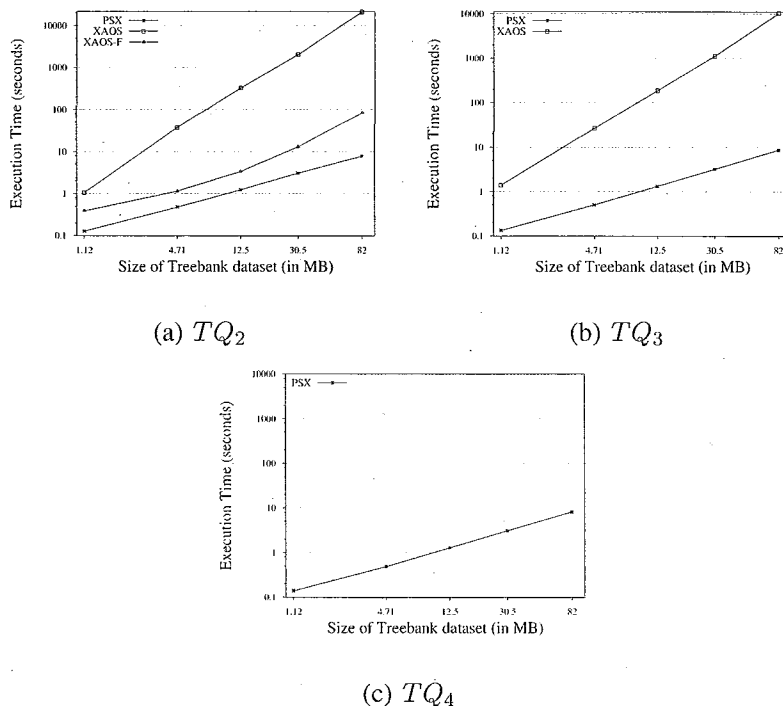 PSX
XAOS
XAOS-F
10000
1000
100
10
1
0.1
Execution Time (seconds)
1.12 4.71 12.5 30.5 82
Size of Treebank dataset (in MB)
(a) TQ2
PSX
XAOS
10000
1000
100
10
1
0.1
Execution Time (seconds)
1.12 4.71 12.5 30.5 82
Size of Treebank dataset (in MB)
(b) TQ3
PSX
10000
1000
100
10
1
0.1
Execution Time (seconds)
1.12 4.71 12.5 30.5 82
Size of Treebank dataset (in MB)
(c) TQ4